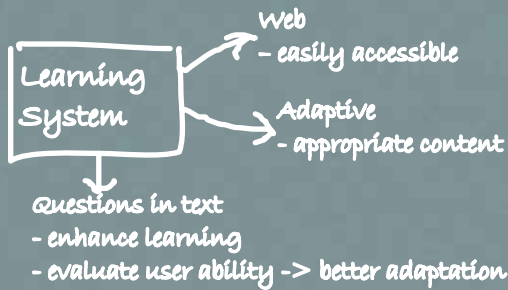 Learning
System
Web
- easily accessible
Adaptive
- appropriate content
Questions in text
- enhance learning
- evaluate user ability -> better adaptation